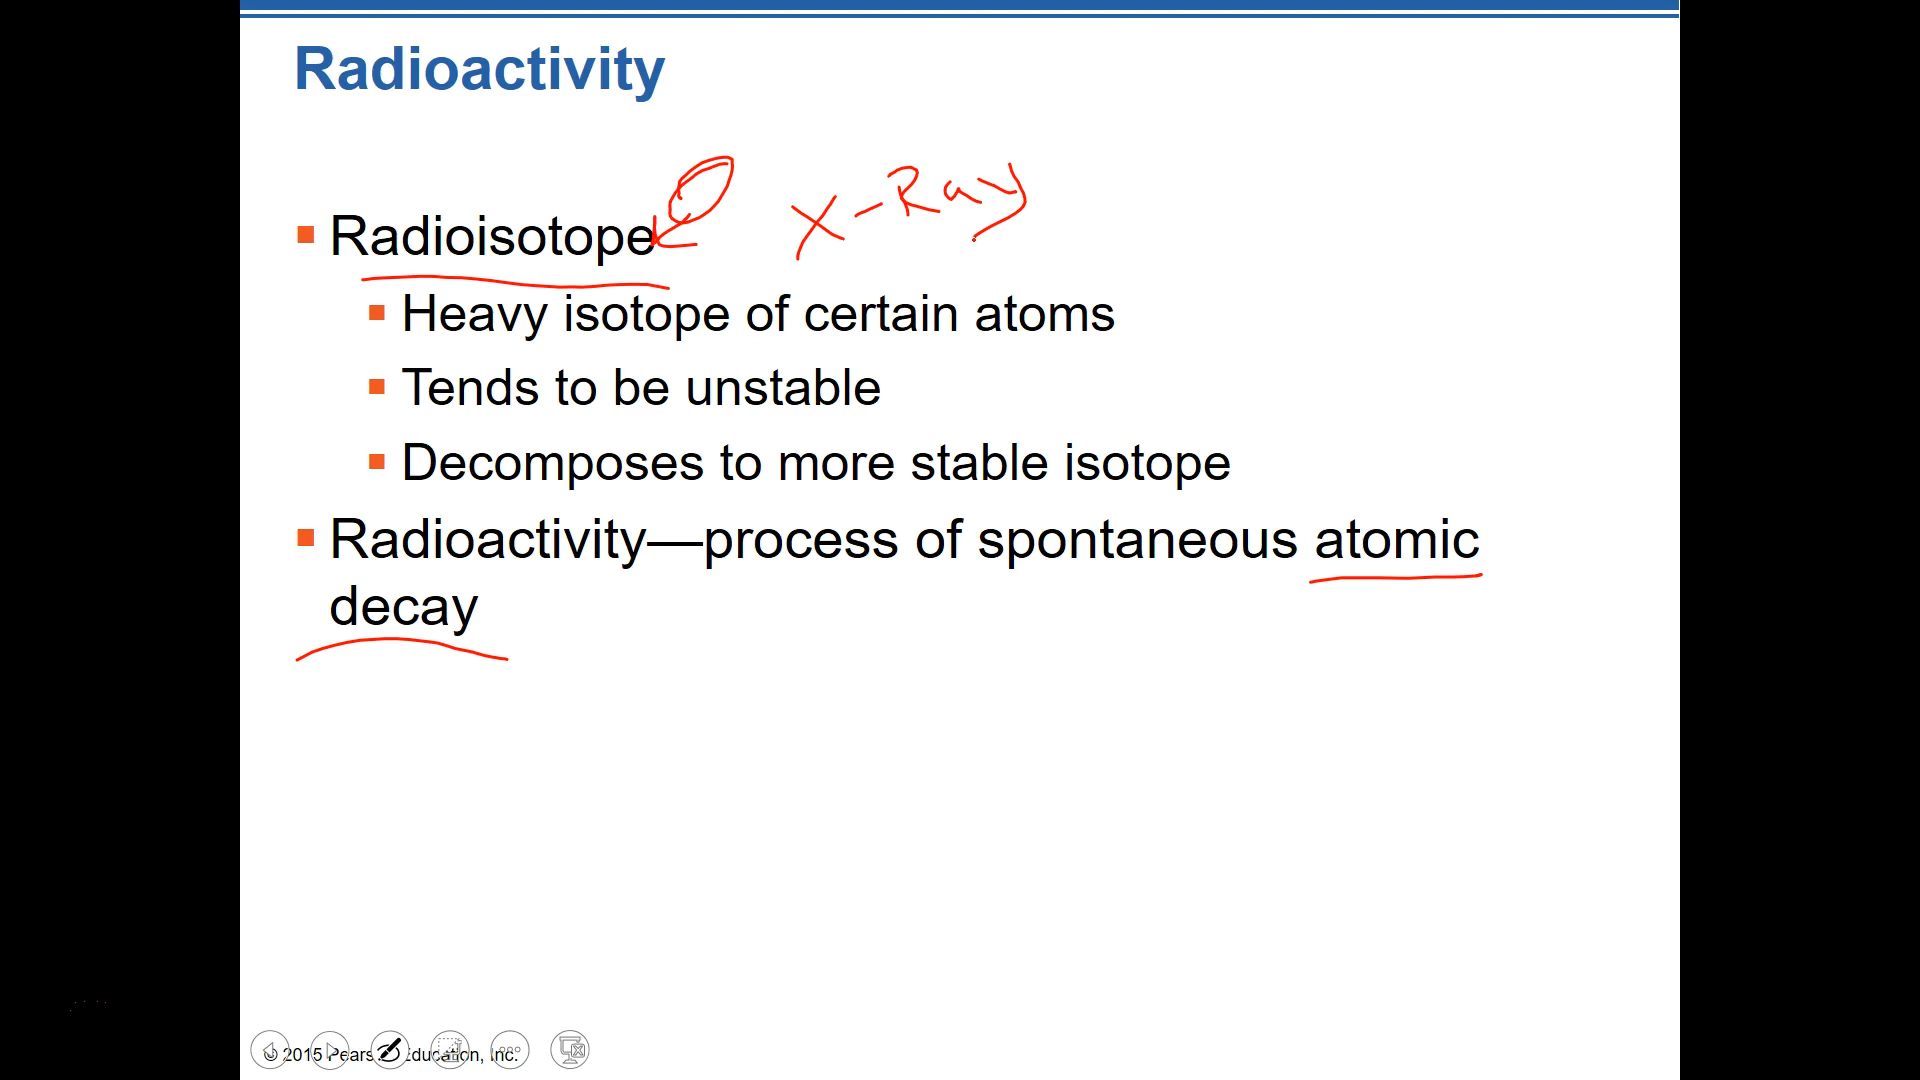 Radioactivity
X-Ray
Radioisotope
Heavy isotope of certain atoms
Tends to be unstable
Decomposes to more stable isotope
Radioactivity—process of spontaneous atomic
decay
© 2015 Pearson Education, Inc.